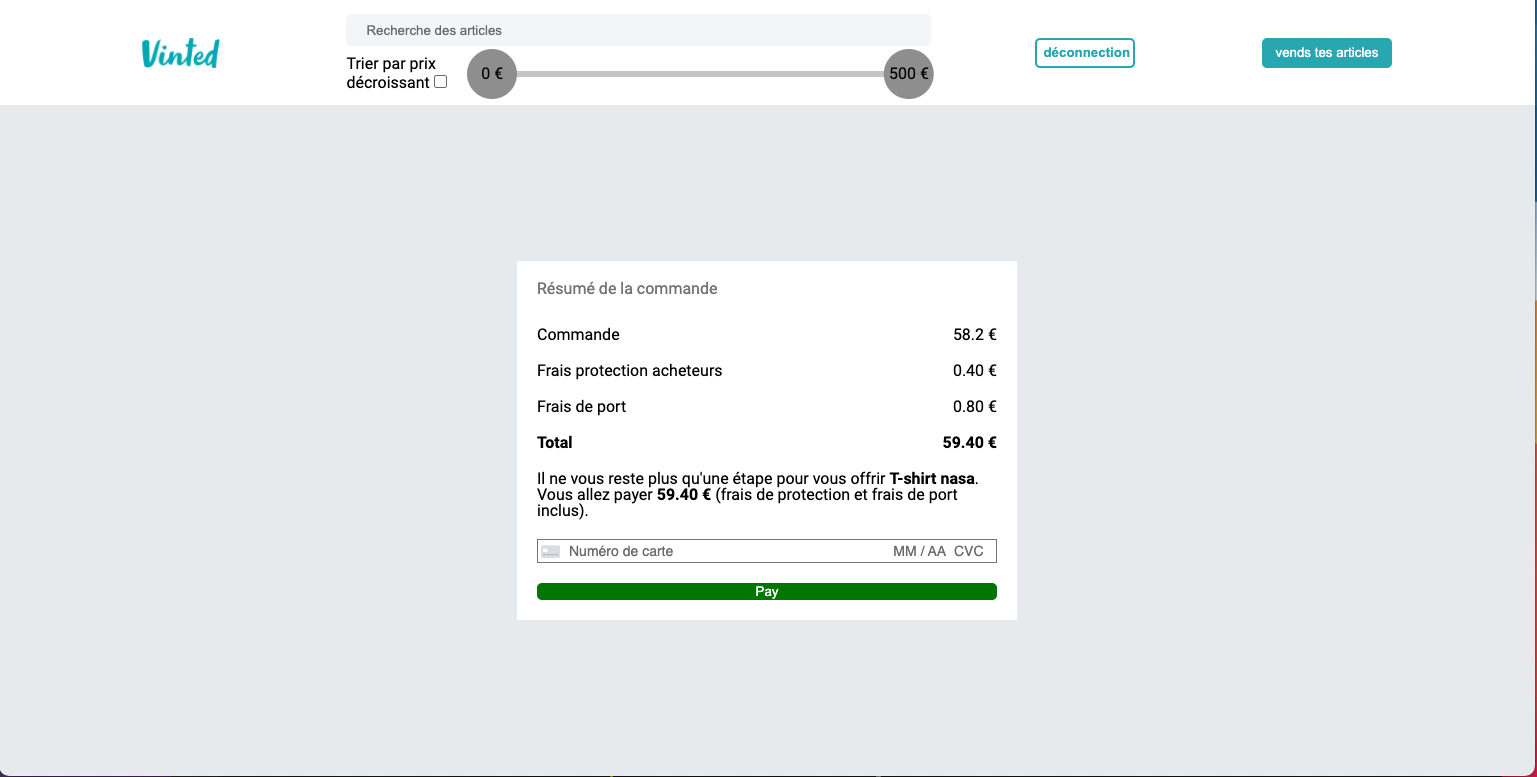 Vinted
Recherche des articles
Trier par prix
décroissant
0 €
500 €
déconnection
vends tes articles
Résumé de la commande
Commande 58.2 €
Frais protection acheteurs 0.40 €
Frais de port 0.80 €
Total 59.40 €
Il ne vous reste plus qu'une étape pour vous offrir T-shirt nasa.
Vous allez payer 59.40 € (frais de protection et frais de port
inclus).
Numéro de carte MM / AA CVC
Pay